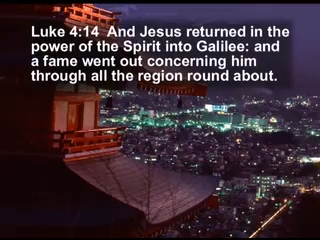 Luke 4:14  And Jesus returned in the
power of the Spirit into Galilee: and
a fame went out concerning him
through all the region round about.